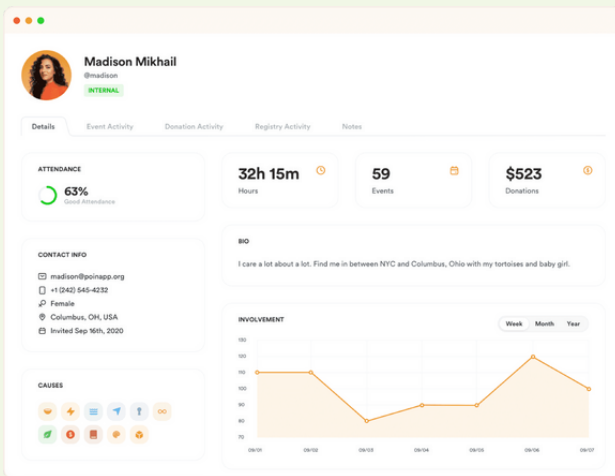 Madison Mikhail
@madison
INTERNAL
Details Event Activity Donation Activity Registry Activity Notes
ATTENDANCE
63%
Good Attendance
32h 15m
Hours
59
Events
$523
Donations
CONTACT INFO
madison@poinapp.org
+1 (242) 545-4232
Female
Columbus, OH, USA
Invited Sep 16th, 2020
BIO
I care a lot about a lot. Find me in between NYC and Columbus, Ohio with my tortoises and baby girl.
CAUSES
INVOLVEMENT
Week Month Year
130
120
110
100
90
80
70
09/01 09/02 09/03 09/04 09/05 09/06 09/07